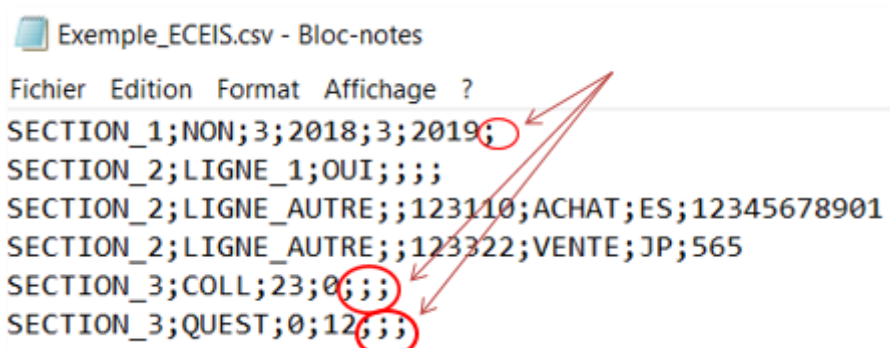 Exemple_ECEIS.csv - Bloc-notes
Fichier Edition Format Affichage ?
SECTION_1;NON;3;2018;3;2019;
SECTION_2;LIGNE_1;OUI;;;;
SECTION_2;LIGNE_AUTRE;;123110;ACHAT;ES;12345678901
SECTION_2;LIGNE_AUTRE;;123322;VENTE;JP;565
SECTION_3;COLL;23;0;;;
SECTION_3;QUEST;0;12;;;